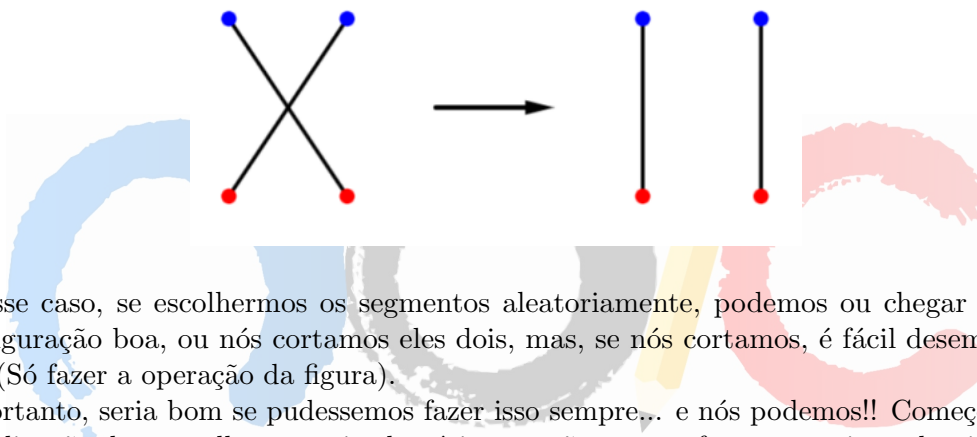 sse caso, se escolhermos os segmentos aleatoriamente, podemos ou chegar
guração boa, ou nós cortamos eles dois, mas, se nós cortamos, é fácil desem
(Só fazer a operação da figura).
ortanto, seria bom se pudessemos fazer isso sempre... e nós podemos!! Começ